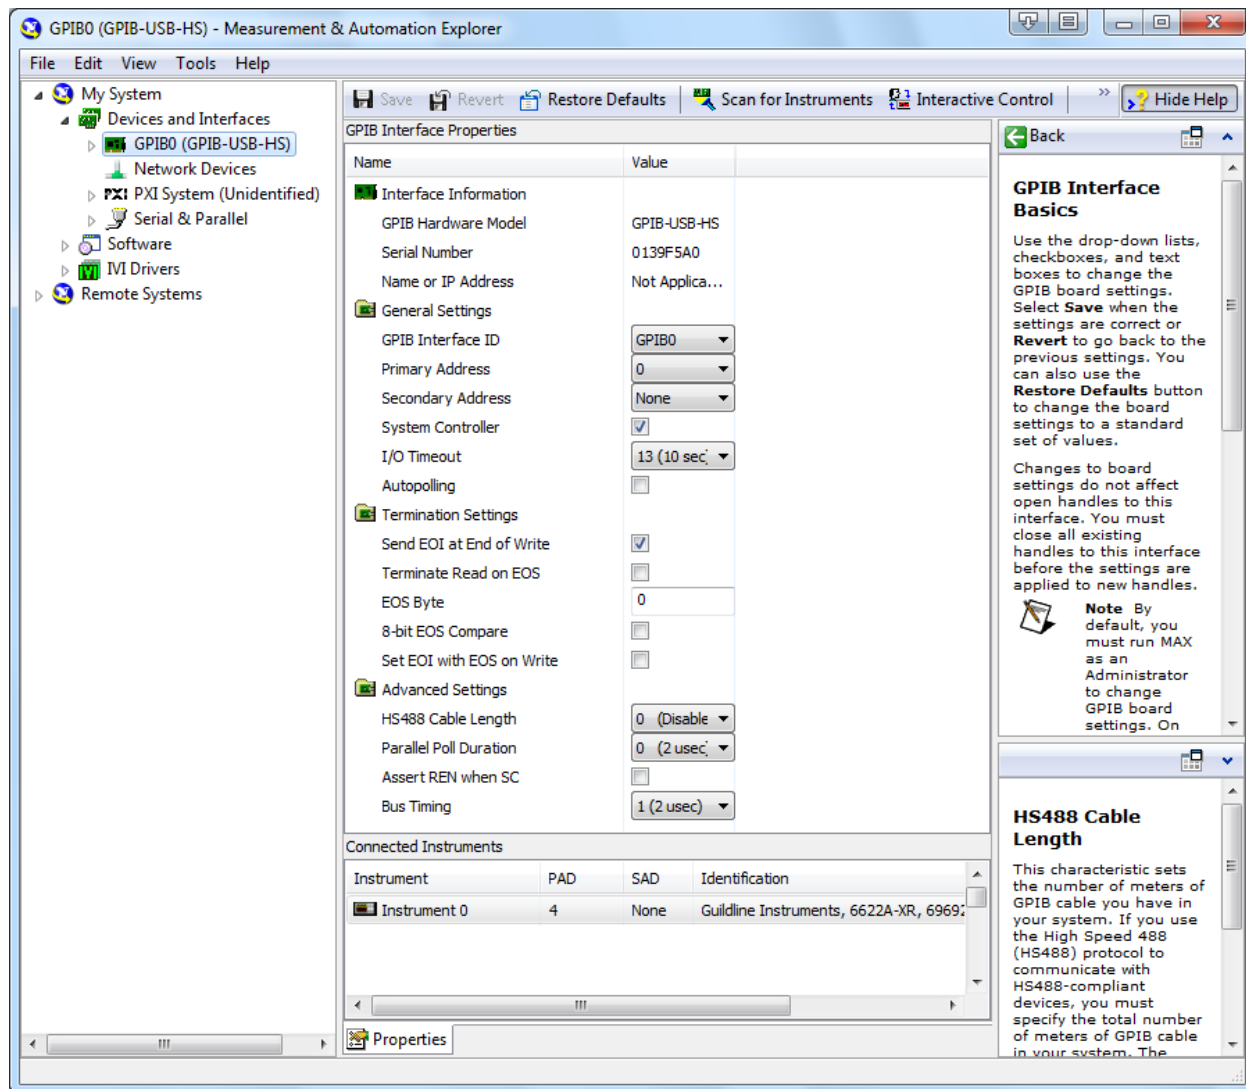 GPIB0 (GPIB-USB-HS) - Measurement & Automation Explorer
File Edit View Tools Help
My System
Devices and Interfaces
GPIB0 (GPIB-USB-HS)
Network Devices
PXI PXI System (Unidentified)
Serial & Parallel
Software
IVI IVI Drivers
Remote Systems
Save Revert Restore Defaults Scan for Instruments Interactive Control » Hide Help
GPIB Interface Properties
Name Value
Interface Information
GPIB Hardware Model GPIB-USB-HS
Serial Number 0139F5A0
Name or IP Address Not Applica...
General Settings
GPIB Interface ID GPIB0
Primary Address 0
Secondary Address None
System Controller
I/O Timeout 13 (10 sec)
Autopolling
Termination Settings
Send EOI at End of Write
Terminate Read on EOS
EOS Byte 0
8-bit EOS Compare
Set EOI with EOS on Write
Advanced Settings
HS488 Cable Length 0 (Disable
Parallel Poll Duration 0 (2 usec)
Assert REN when SC
Bus Timing 1 (2 usec)
Connected Instruments
Instrument PAD SAD Identification
Instrument 0 4 None Guildline Instruments, 6622A-XR, 69692
Properties
Back
GPIB Interface
Basics
Use the drop-down lists,
checkboxes, and text
boxes to change the
GPIB board settings.
Select Save when the
settings are correct or
Revert to go back to the
previous settings. You
can also use the
Restore Defaults button
to change the board
settings to a standard
set of values.
Changes to board
settings do not affect
open handles to this
interface. You must
close all existing
handles to this interface
before the settings are
applied to new handles.
Note By
default, you
must run MAX
as an
Administrator
to change
GPIB board
settings. On
HS488 Cable
Length
This characteristic sets
the number of meters of
GPIB cable you have in
your system. If you use
the High Speed 488
(HS488) protocol to
communicate with
HS488-compliant
devices, you must
specify the total number
of meters of GPIB cable
in your system. The